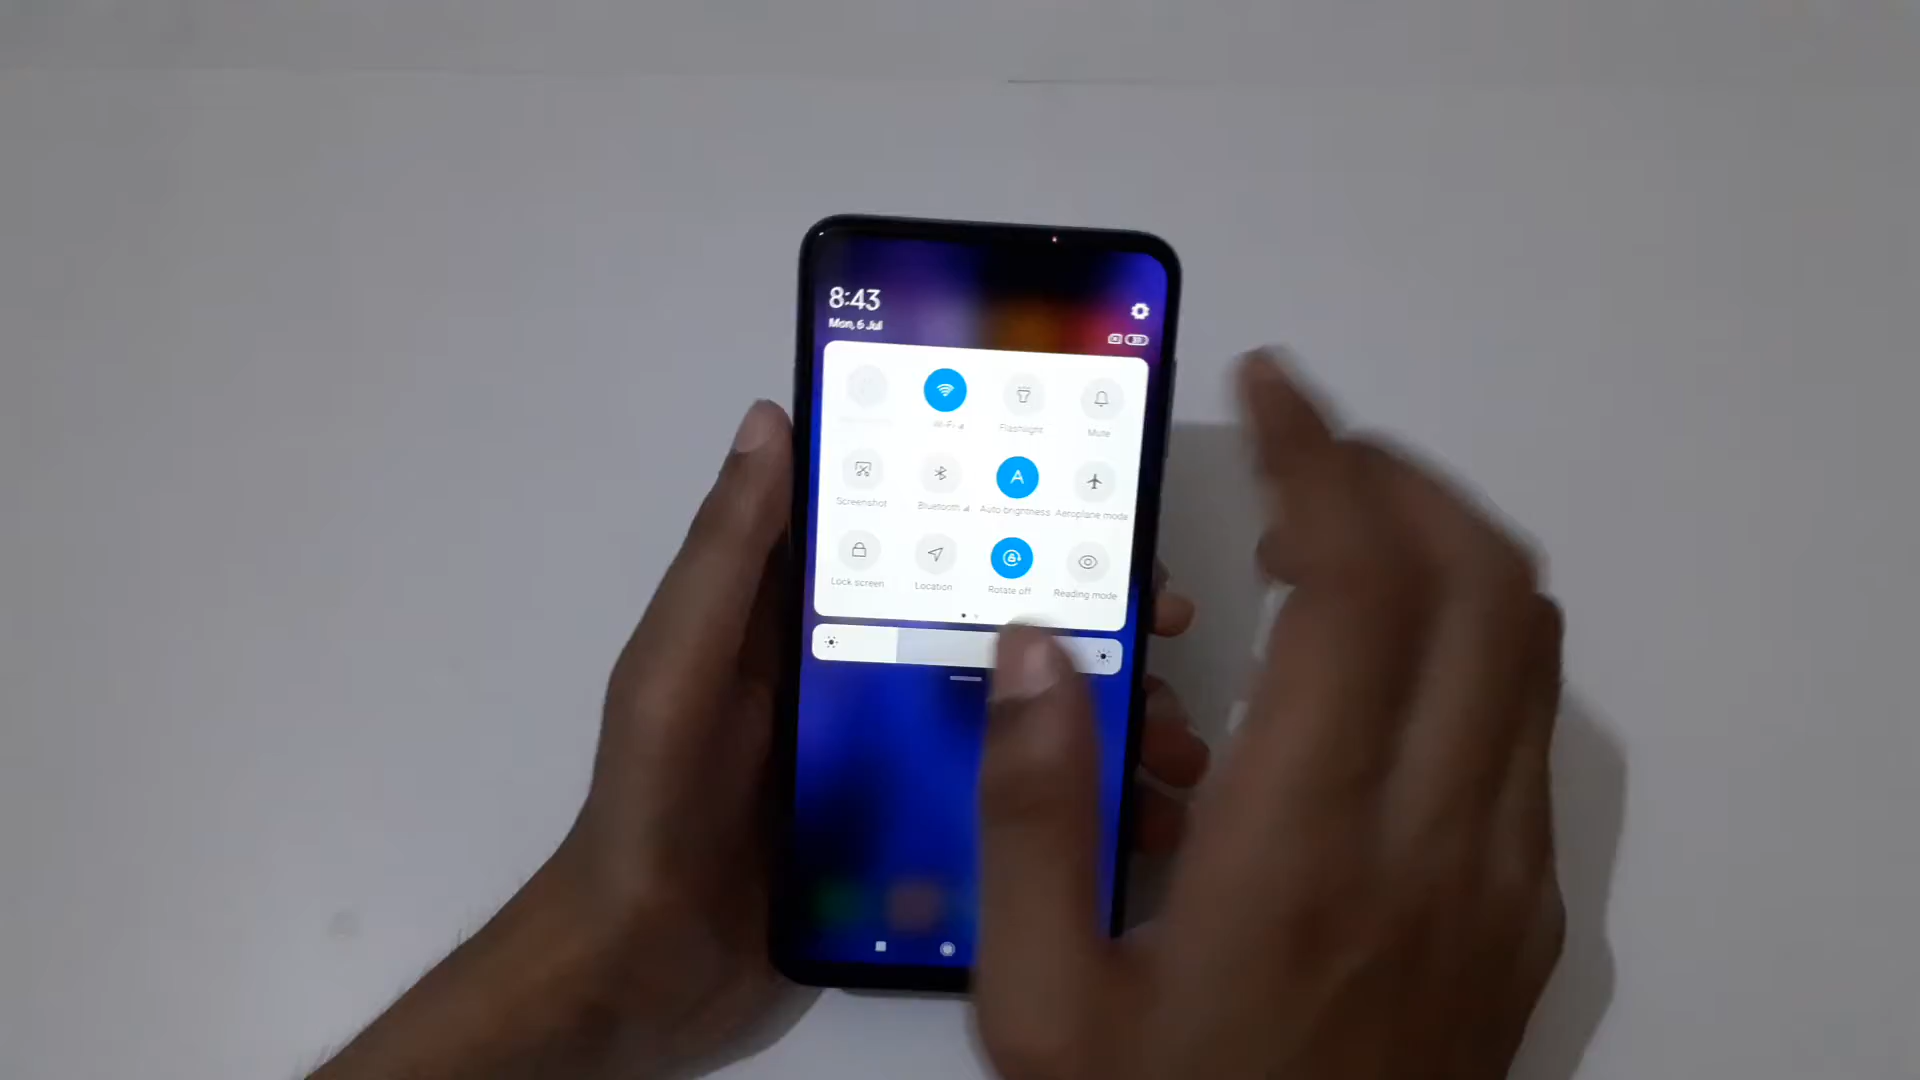 8:43
Mon, 6 Jul
Wi-Fi
Flashlight
Mute
Screenshot
Bluetooth
Auto brightness
Aeroplane mode
Lock screen
Location
Rotate off
Reading mode